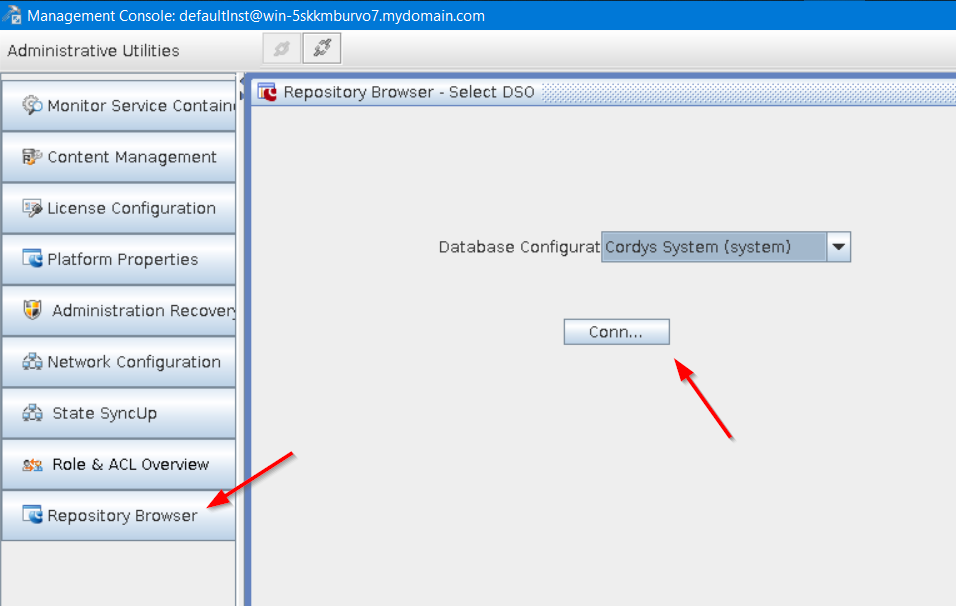 Management Console: defaultInst@win-5skkmburvo7.mydomain.com
Administrative Utilities
Monitor Service Contain
Content Management
License Configuration
Platform Properties
Administration Recovery
Network Configuration
State SyncUp
Role & ACL Overview
Repository Browser
Repository Browser - Select DSO
Database Configurat Cordys System (system)
Conn...